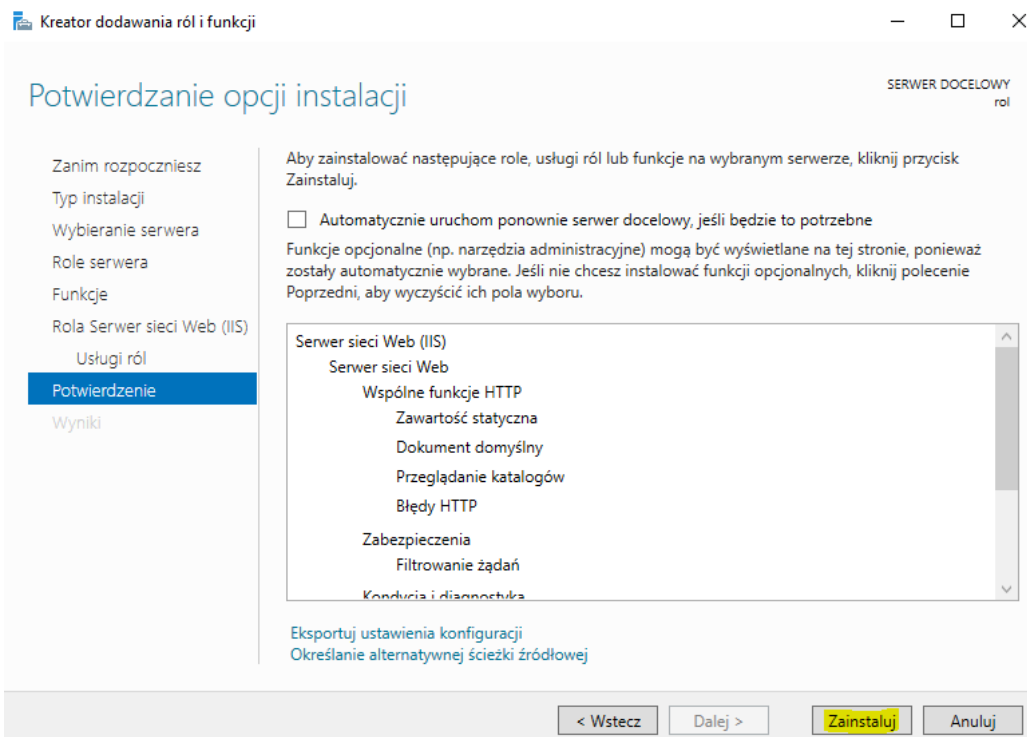 Kreator dodawania ról i funkcji
Potwierdzanie opcji instalacji
SERWER DOCELOWY
rol
Zanim rozpoczniesz
Typ instalacji
Wybieranie serwera
Role serwera
Funkcje
Rola Serwer sieci Web (IIS)
Usługi ról
Potwierdzenie
Wyniki
Aby zainstalować następujące role, usługi ról lub funkcje na wybranym serwerze, kliknij przycisk
Zainstaluj.
Automatycznie uruchom ponownie serwer docelowy, jeśli będzie to potrzebne
Funkcje opcjonalne (np. narzędzia administracyjne) mogą być wyświetlane na tej stronie, ponieważ
zostały automatycznie wybrane. Jeśli nie chcesz instalować funkcji opcjonalnych, kliknij polecenie
Poprzedni, aby wyczyścić ich pola wyboru.
Serwer sieci Web (IIS)
Serwer sieci Web
Wspólne funkcje HTTP
Zawartość statyczna
Dokument domyślny
Przeglądanie katalogów
Błędy HTTP
Zabezpieczenia
Filtrowanie żądań
Kondycja i diagnostyka
Eksportuj ustawienia konfiguracji
Określanie alternatywnej ścieżki źródłowej
< Wstecz
Dalej >
Zainstaluj
Anuluj